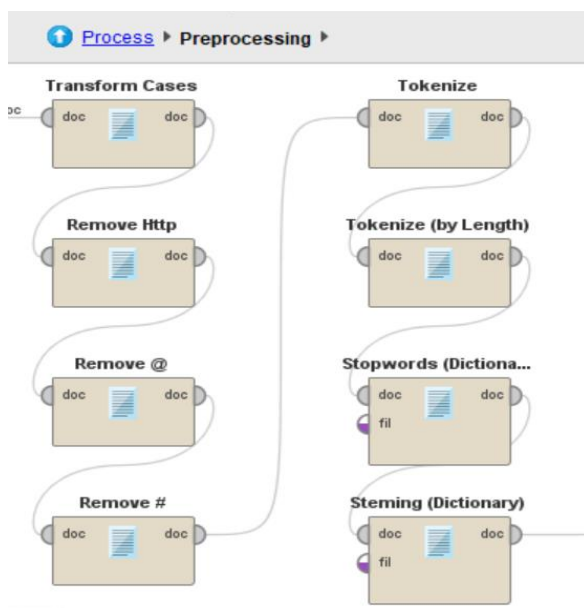 Process Preprocessing
Transform Cases
oc doc doc
Remove Http
doc doc
Remove @
doc doc
Remove #
doc doc
Tokenize
doc doc
Tokenize (by Length)
doc doc
Stopwords (Dictiona...
doc doc
fil
Steming (Dictionary)
doc doc
fil